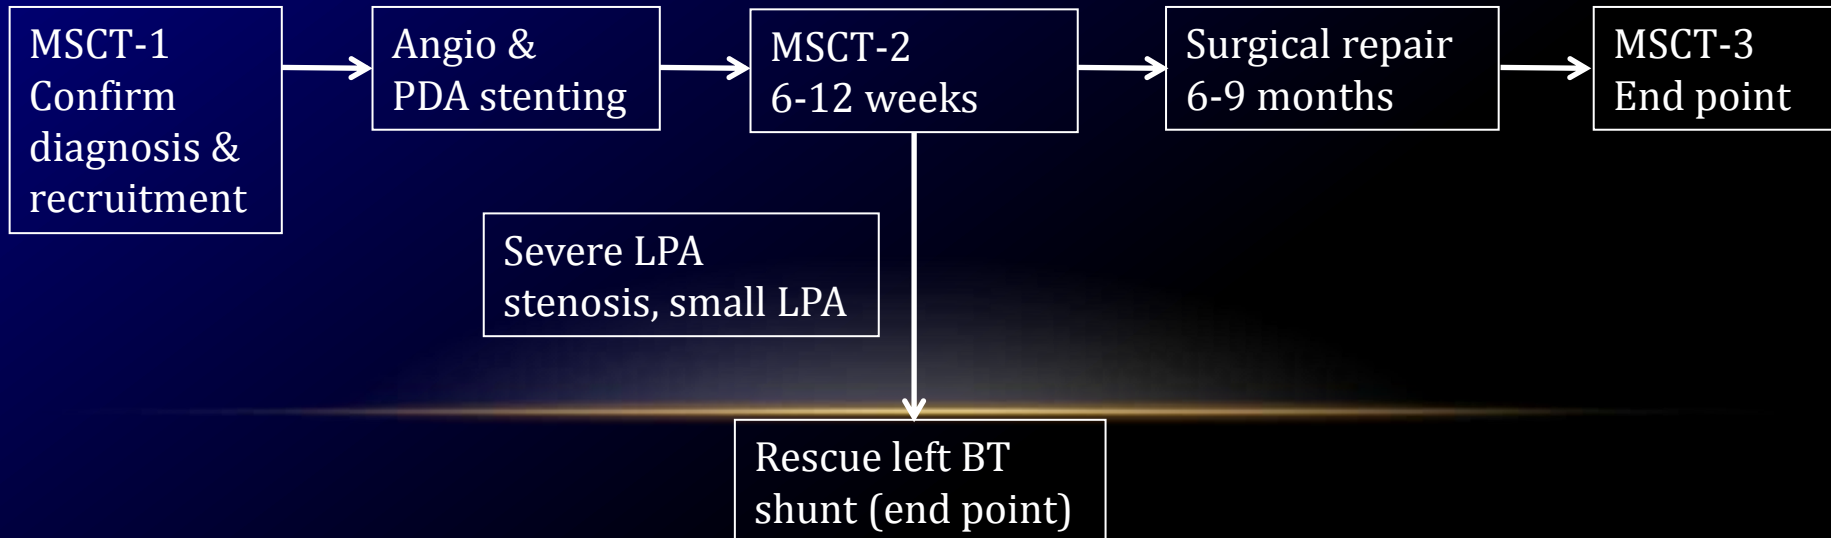 MSCT-1
Confirm
diagnosis &
recruitment
Angio &
PDA stenting
MSCT-2
6-12 weeks
Surgical repair
6-9 months
MSCT-3
End point
Severe LPA
stenosis, small LPA
Rescue left BT
shunt (end point)